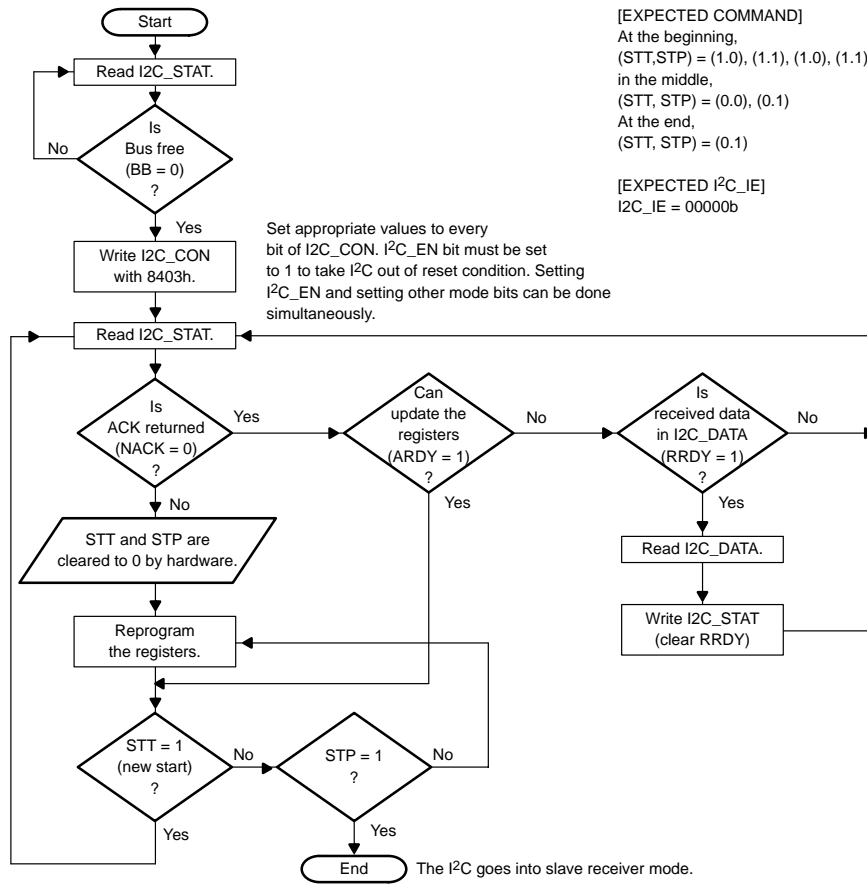 Start
Read I2C_STAT.
Is
Bus free
(BB = 0)
?
No
Yes
Write I2C_CON
with 8403h.
Set appropriate values to every
bit of I2C_CON. I²C_EN bit must be set
to 1 to take I²C out of reset condition. Setting
I²C_EN and setting other mode bits can be done
simultaneously.
[EXPECTED COMMAND]
At the beginning,
(STT,STP) = (1.0), (1.1), (1.0), (1.1)
in the middle,
(STT, STP) = (0.0), (0.1)
At the end,
(STT, STP) = (0.1)
[EXPECTED I²C_IE]
I2C_IE = 00000b
Read I2C_STAT.
Is
ACK returned
(NACK = 0)
?
Yes
No
Can
update the
registers
(ARDY = 1)
?
No
Yes
Is
received data
in I2C_DATA
(RRDY = 1)
?
No
Yes
STT and STP are
cleared to 0 by hardware.
Read I2C_DATA.
Reprogram
the registers.
Write I2C_STAT
(clear RRDY)
STT = 1
(new start)
?
No
Yes
STP = 1
?
No
Yes
End
The I²C goes into slave receiver mode.